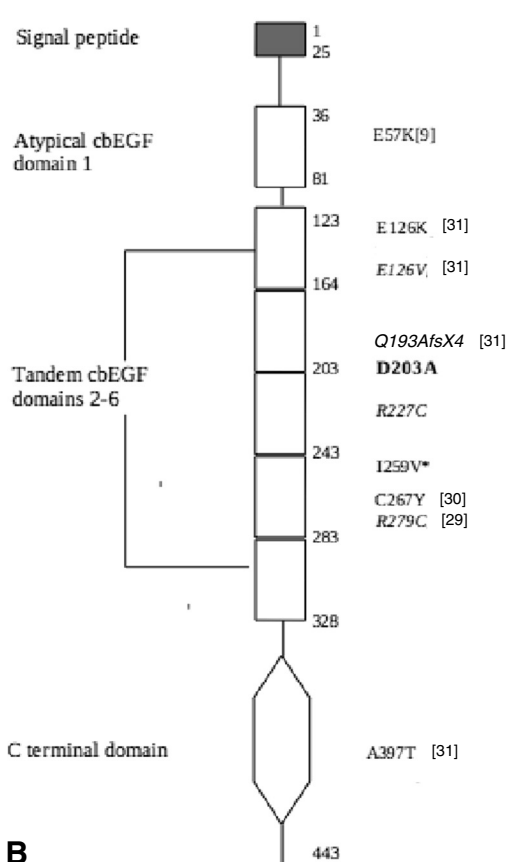 Signal peptide
1
25
36
Atypical cbEGF
domain 1
E57K[9]
81
123
E126K [31]
E126V [31]
164
Q193AfsX4 [31]
203
D203A
Tandem cbEGF
domains 2-6
R227C
243
I259V*
C267Y [30]
R279C [29]
283
328
C terminal domain
A397T [31]
B
443